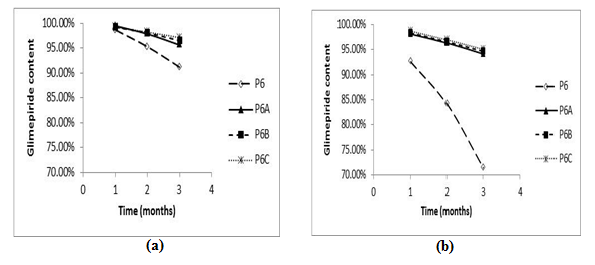 100.00%
95.00%
90.00%
85.00%
80.00%
75.00%
70.00%
Glimepiride content
0 1 2 3 4
Time (months)
P6
P6A
P6B
P6C
(a)
100.00%
95.00%
90.00%
85.00%
80.00%
75.00%
70.00%
Glimepiride content
0 1 2 3 4
Time (months)
P6
P6A
P6B
P6C
(b)